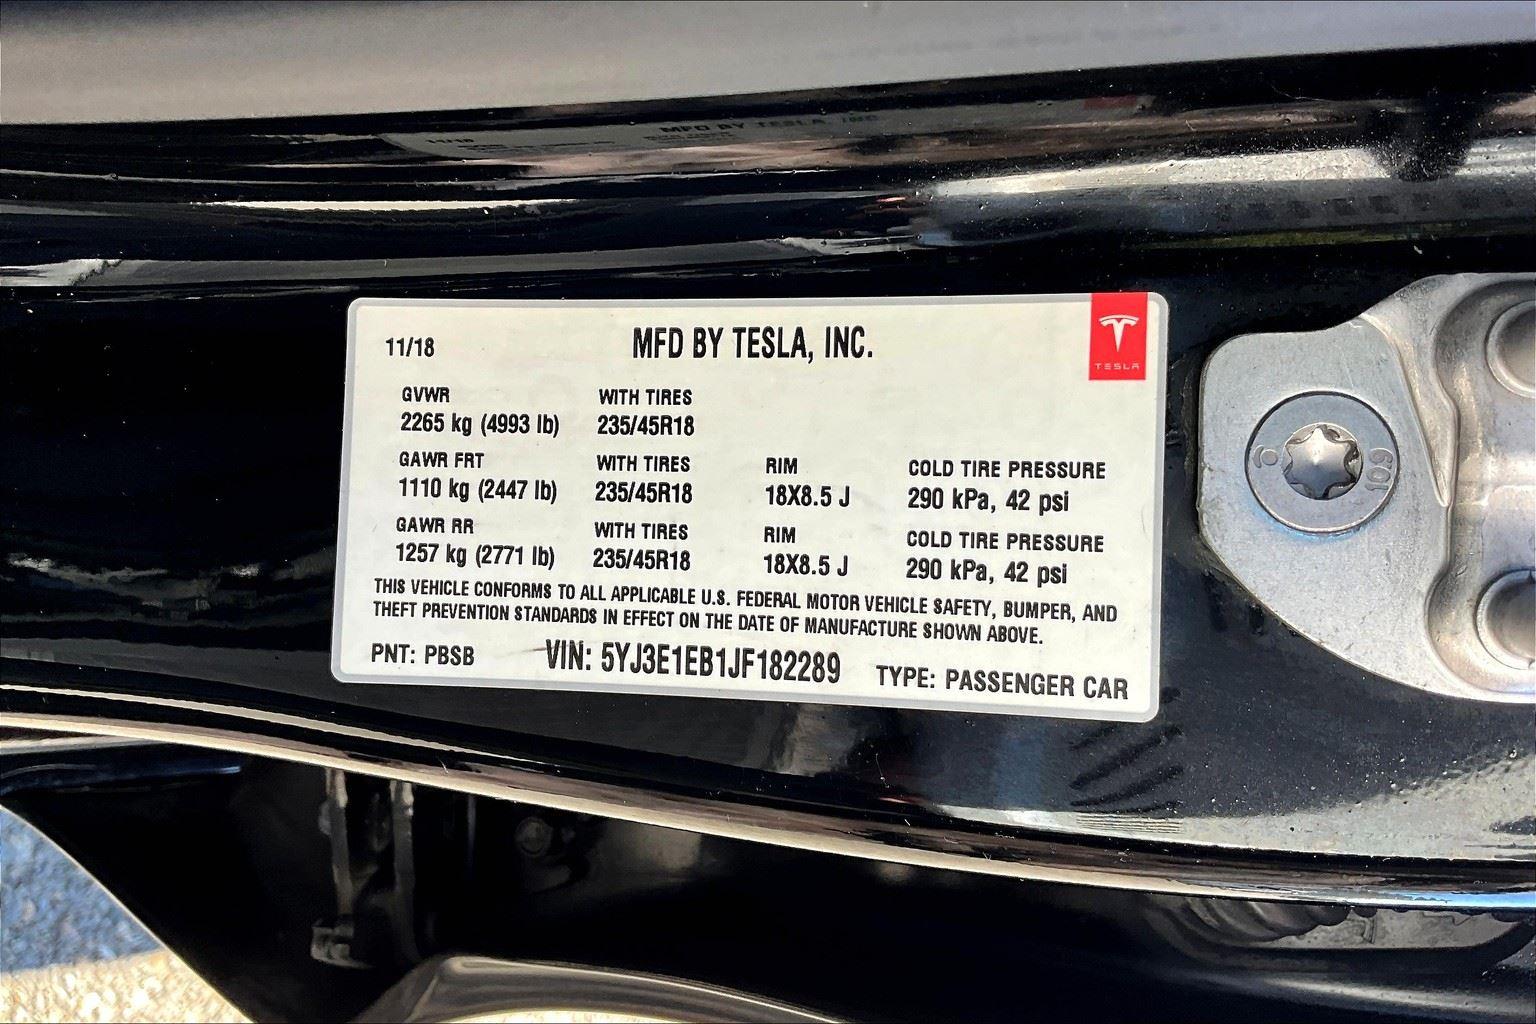 11/18 MFD BY TESLA, INC.
TESLA
GVWR WITH TIRES
2265 kg (4993 lb) 235/45R18
GAWR FRT WITH TIRES RIM COLD TIRE PRESSURE
1110 kg (2447 lb) 235/45R18 18X8.5 J 290 kPa, 42 psi
GAWR RR WITH TIRES RIM COLD TIRE PRESSURE
1257 kg (2771 lb) 235/45R18 18X8.5 J 290 kPa, 42 psi
THIS VEHICLE CONFORMS TO ALL APPLICABLE U.S. FEDERAL MOTOR VEHICLE SAFETY, BUMPER, AND
THEFT PREVENTION STANDARDS IN EFFECT ON THE DATE OF MANUFACTURE SHOWN ABOVE.
PNT: PBSB VIN: 5YJ3E1EB1JF182289 TYPE: PASSENGER CAR